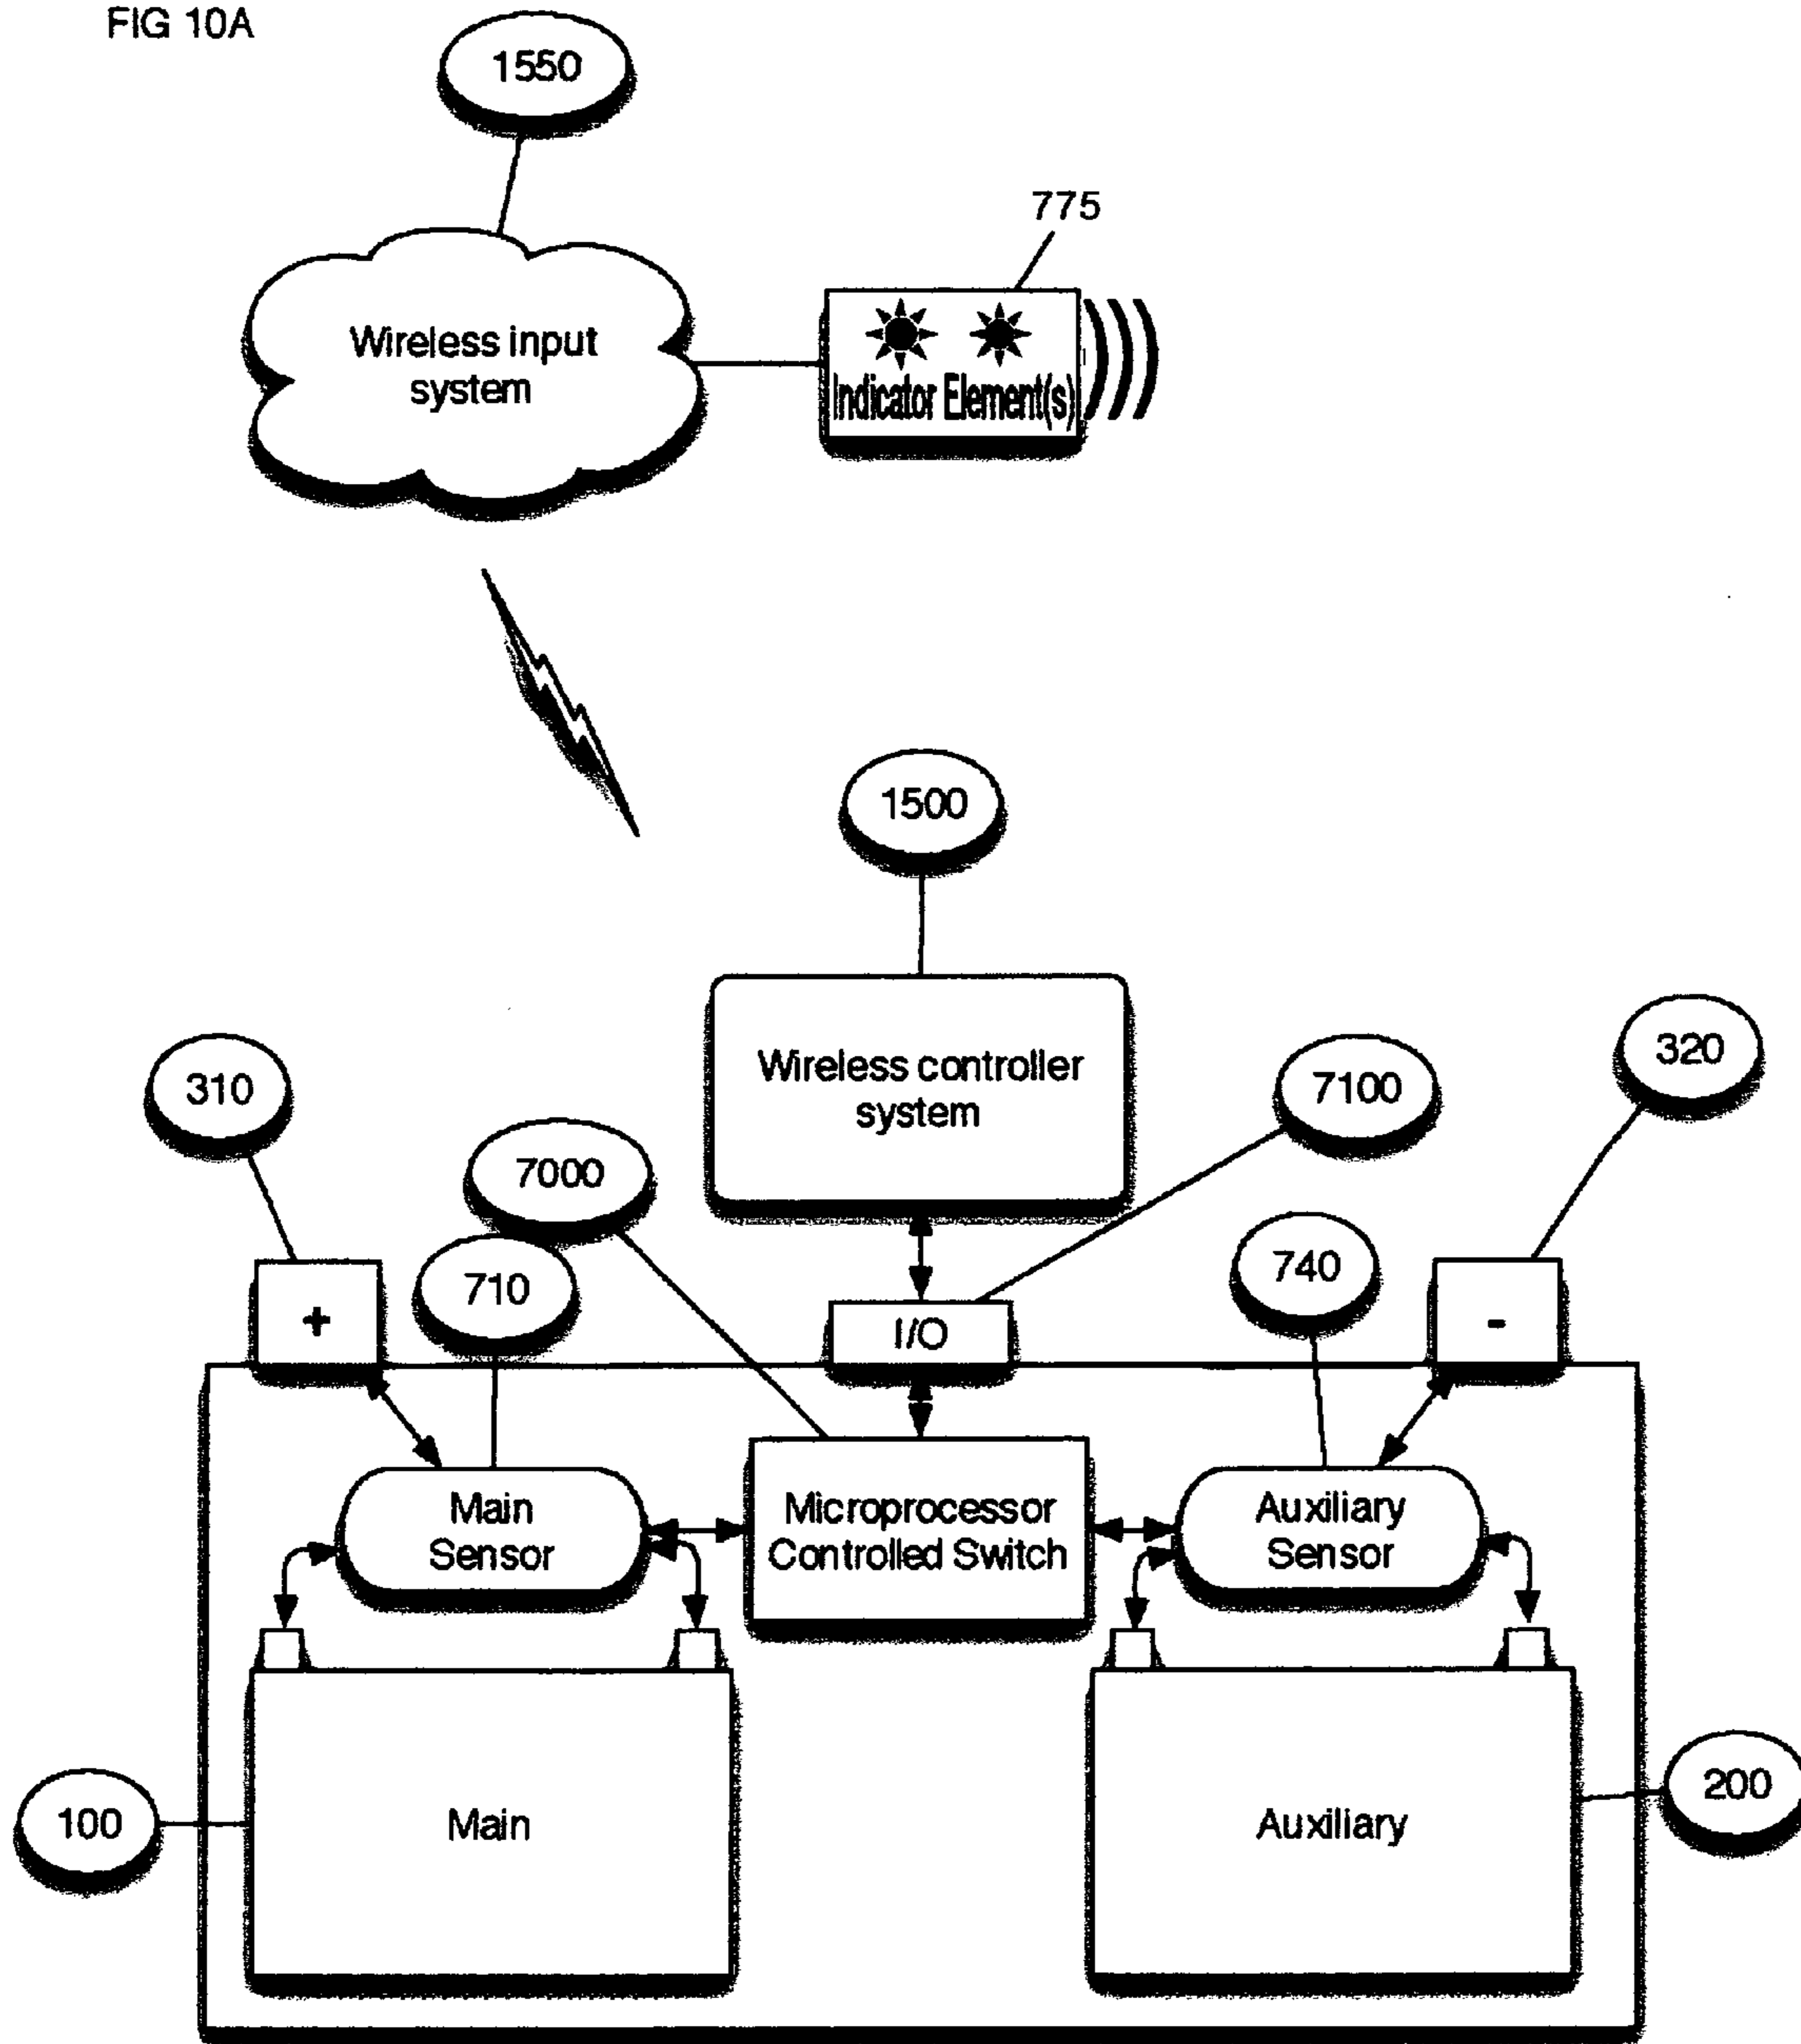 FIG 10A
1550
775
Wireless input
system
Indicator Element(s)
1500
Wireless controller
system
310
320
7100
7000
710
740
+
I/O
-
Main
Sensor
Microprocessor
Controlled Switch
Auxiliary
Sensor
100
Main
Auxiliary
200